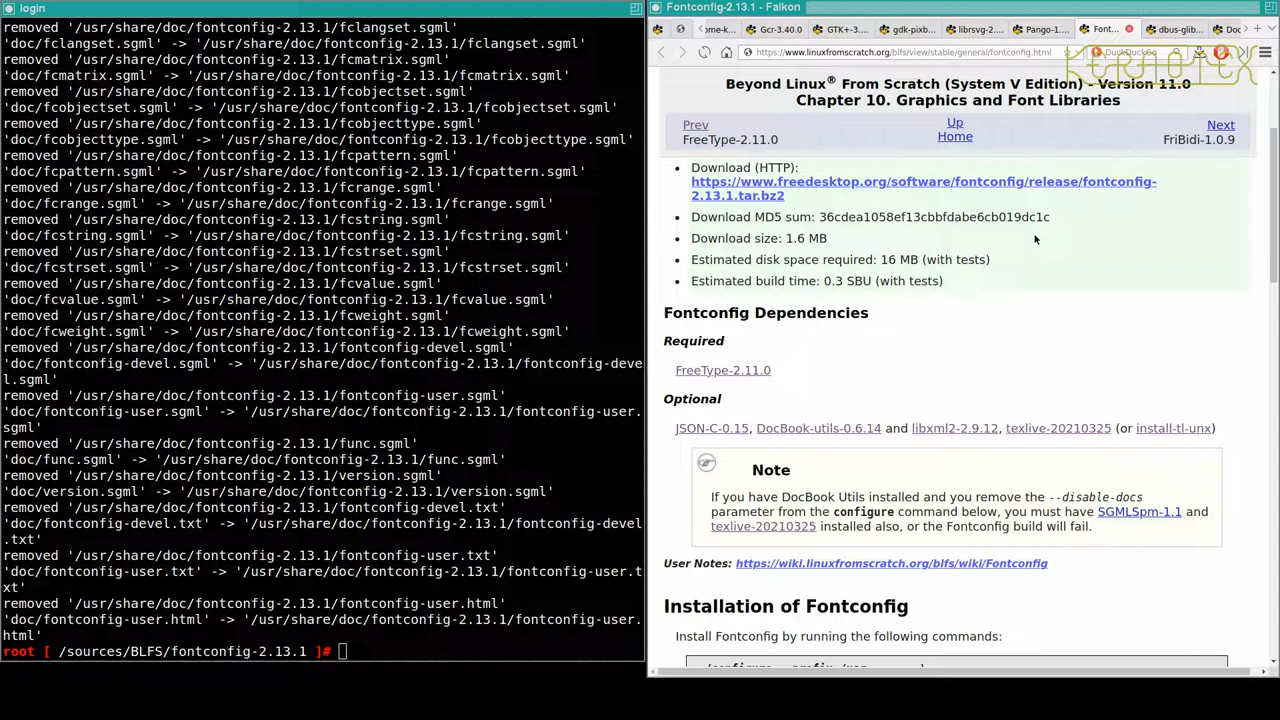 login
removed '/usr/share/doc/fontconfig-2.13.1/fclangset.sgml'
'doc/fclangset.sgml' -> '/usr/share/doc/fontconfig-2.13.1/fclangset.sgml'
removed '/usr/share/doc/fontconfig-2.13.1/fcmatrix.sgml'
'doc/fcmatrix.sgml' -> '/usr/share/doc/fontconfig-2.13.1/fcmatrix.sgml'
removed '/usr/share/doc/fontconfig-2.13.1/fcobjectset.sgml'
'doc/fcobjectset.sgml' -> '/usr/share/doc/fontconfig-2.13.1/fcobjectset.sgml'
removed '/usr/share/doc/fontconfig-2.13.1/fcobjecttype.sgml'
'doc/fcobjecttype.sgml' -> '/usr/share/doc/fontconfig-2.13.1/fcobjecttype.sgml'
removed '/usr/share/doc/fontconfig-2.13.1/fcpattern.sgml'
'doc/fcpattern.sgml' -> '/usr/share/doc/fontconfig-2.13.1/fcpattern.sgml'
removed '/usr/share/doc/fontconfig-2.13.1/fcrange.sgml'
'doc/fcrange.sgml' -> '/usr/share/doc/fontconfig-2.13.1/fcrange.sgml'
removed '/usr/share/doc/fontconfig-2.13.1/fcstring.sgml'
'doc/fcstring.sgml' -> '/usr/share/doc/fontconfig-2.13.1/fcstring.sgml'
removed '/usr/share/doc/fontconfig-2.13.1/fcstrset.sgml'
'doc/fcstrset.sgml' -> '/usr/share/doc/fontconfig-2.13.1/fcstrset.sgml'
removed '/usr/share/doc/fontconfig-2.13.1/fcvalue.sgml'
'doc/fcvalue.sgml' -> '/usr/share/doc/fontconfig-2.13.1/fcvalue.sgml'
removed '/usr/share/doc/fontconfig-2.13.1/fcweight.sgml'
'doc/fcweight.sgml' -> '/usr/share/doc/fontconfig-2.13.1/fcweight.sgml'
removed '/usr/share/doc/fontconfig-2.13.1/fontconfig-devel.sgml'
'doc/fontconfig-devel.sgml' -> '/usr/share/doc/fontconfig-2.13.1/fontconfig-deve
l.sgml'
removed '/usr/share/doc/fontconfig-2.13.1/fontconfig-user.sgml'
'doc/fontconfig-user.sgml' -> '/usr/share/doc/fontconfig-2.13.1/fontconfig-user.
sgml'
removed '/usr/share/doc/fontconfig-2.13.1/func.sgml'
'doc/func.sgml' -> '/usr/share/doc/fontconfig-2.13.1/func.sgml'
removed '/usr/share/doc/fontconfig-2.13.1/version.sgml'
'doc/version.sgml' -> '/usr/share/doc/fontconfig-2.13.1/version.sgml'
removed '/usr/share/doc/fontconfig-2.13.1/fontconfig-devel.txt'
'doc/fontconfig-devel.txt' -> '/usr/share/doc/fontconfig-2.13.1/fontconfig-devel
.txt'
removed '/usr/share/doc/fontconfig-2.13.1/fontconfig-user.txt'
'doc/fontconfig-user.txt' -> '/usr/share/doc/fontconfig-2.13.1/fontconfig-user.t
xt'
removed '/usr/share/doc/fontconfig-2.13.1/fontconfig-user.html'
'doc/fontconfig-user.html' -> '/usr/share/doc/fontconfig-2.13.1/fontconfig-user.
html'
root [ /sources/BLFS/fontconfig-2.13.1 ]#
Fontconfig-2.13.1 - Falkon
ome-k... Gcr-3.40.0 GTK+-3.... gdk-pixb... librsvg-2.... Pango-1.... Font... dbus-glib... Doc
https://www.linuxfromscratch.org/blfs/view/stable/general/fontconfig.html DuckDuckGo
KERNOTEX
Beyond Linux® From Scratch (System V Edition) - Version 11.0
Chapter 10. Graphics and Font Libraries
Prev Up Next
FreeType-2.11.0 Home FriBidi-1.0.9
• Download (HTTP):
https://www.freedesktop.org/software/fontconfig/release/fontconfig-
2.13.1.tar.bz2
• Download MD5 sum: 36cdea1058ef13cbbfdabe6cb019dc1c
• Download size: 1.6 MB
• Estimated disk space required: 16 MB (with tests)
• Estimated build time: 0.3 SBU (with tests)
Fontconfig Dependencies
Required
FreeType-2.11.0
Optional
JSON-C-0.15, DocBook-utils-0.6.14 and libxml2-2.9.12, texlive-20210325 (or install-tl-unx)
Note
If you have DocBook Utils installed and you remove the --disable-docs
parameter from the configure command below, you must have SGMLSpm-1.1 and
texlive-20210325 installed also, or the Fontconfig build will fail.
User Notes: https://wiki.linuxfromscratch.org/blfs/wiki/Fontconfig
Installation of Fontconfig
Install Fontconfig by running the following commands: